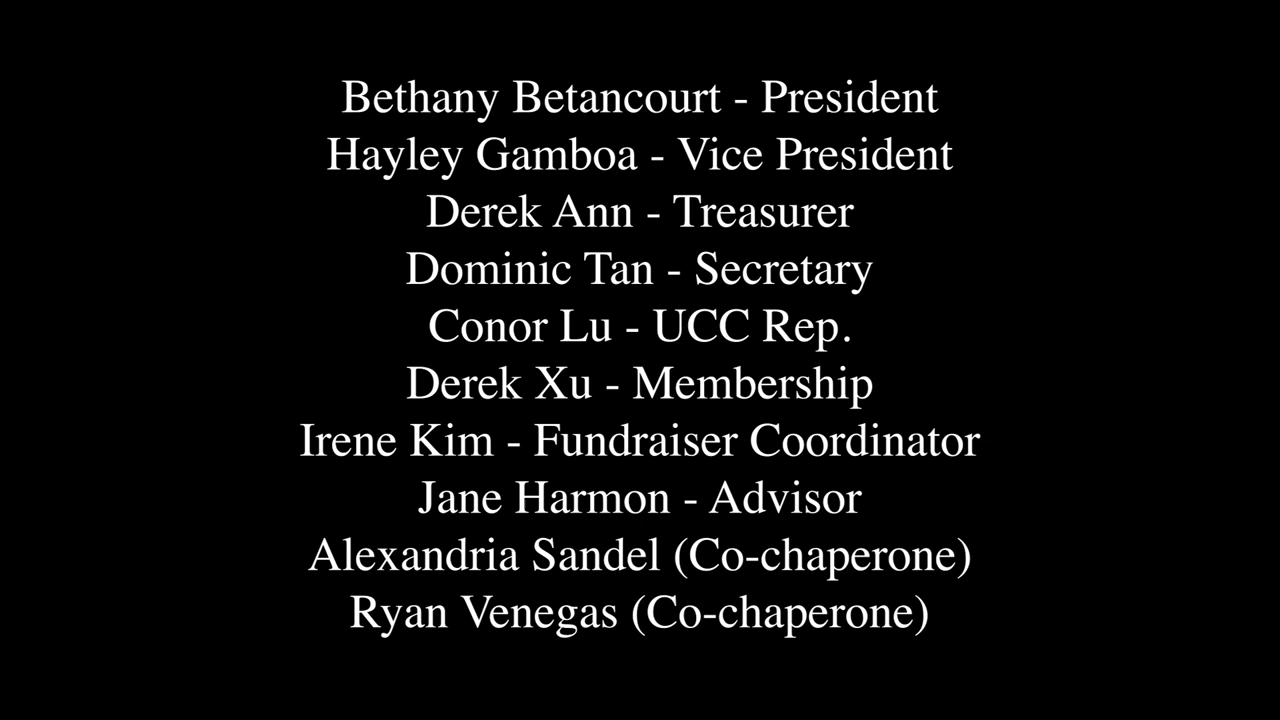 Bethany Betancourt - President
Hayley Gamboa - Vice President
Derek Ann - Treasurer
Dominic Tan - Secretary
Conor Lu - UCC Rep.
Derek Xu - Membership
Irene Kim - Fundraiser Coordinator
Jane Harmon - Advisor
Alexandria Sandel (Co-chaperone)
Ryan Venegas (Co-chaperone)